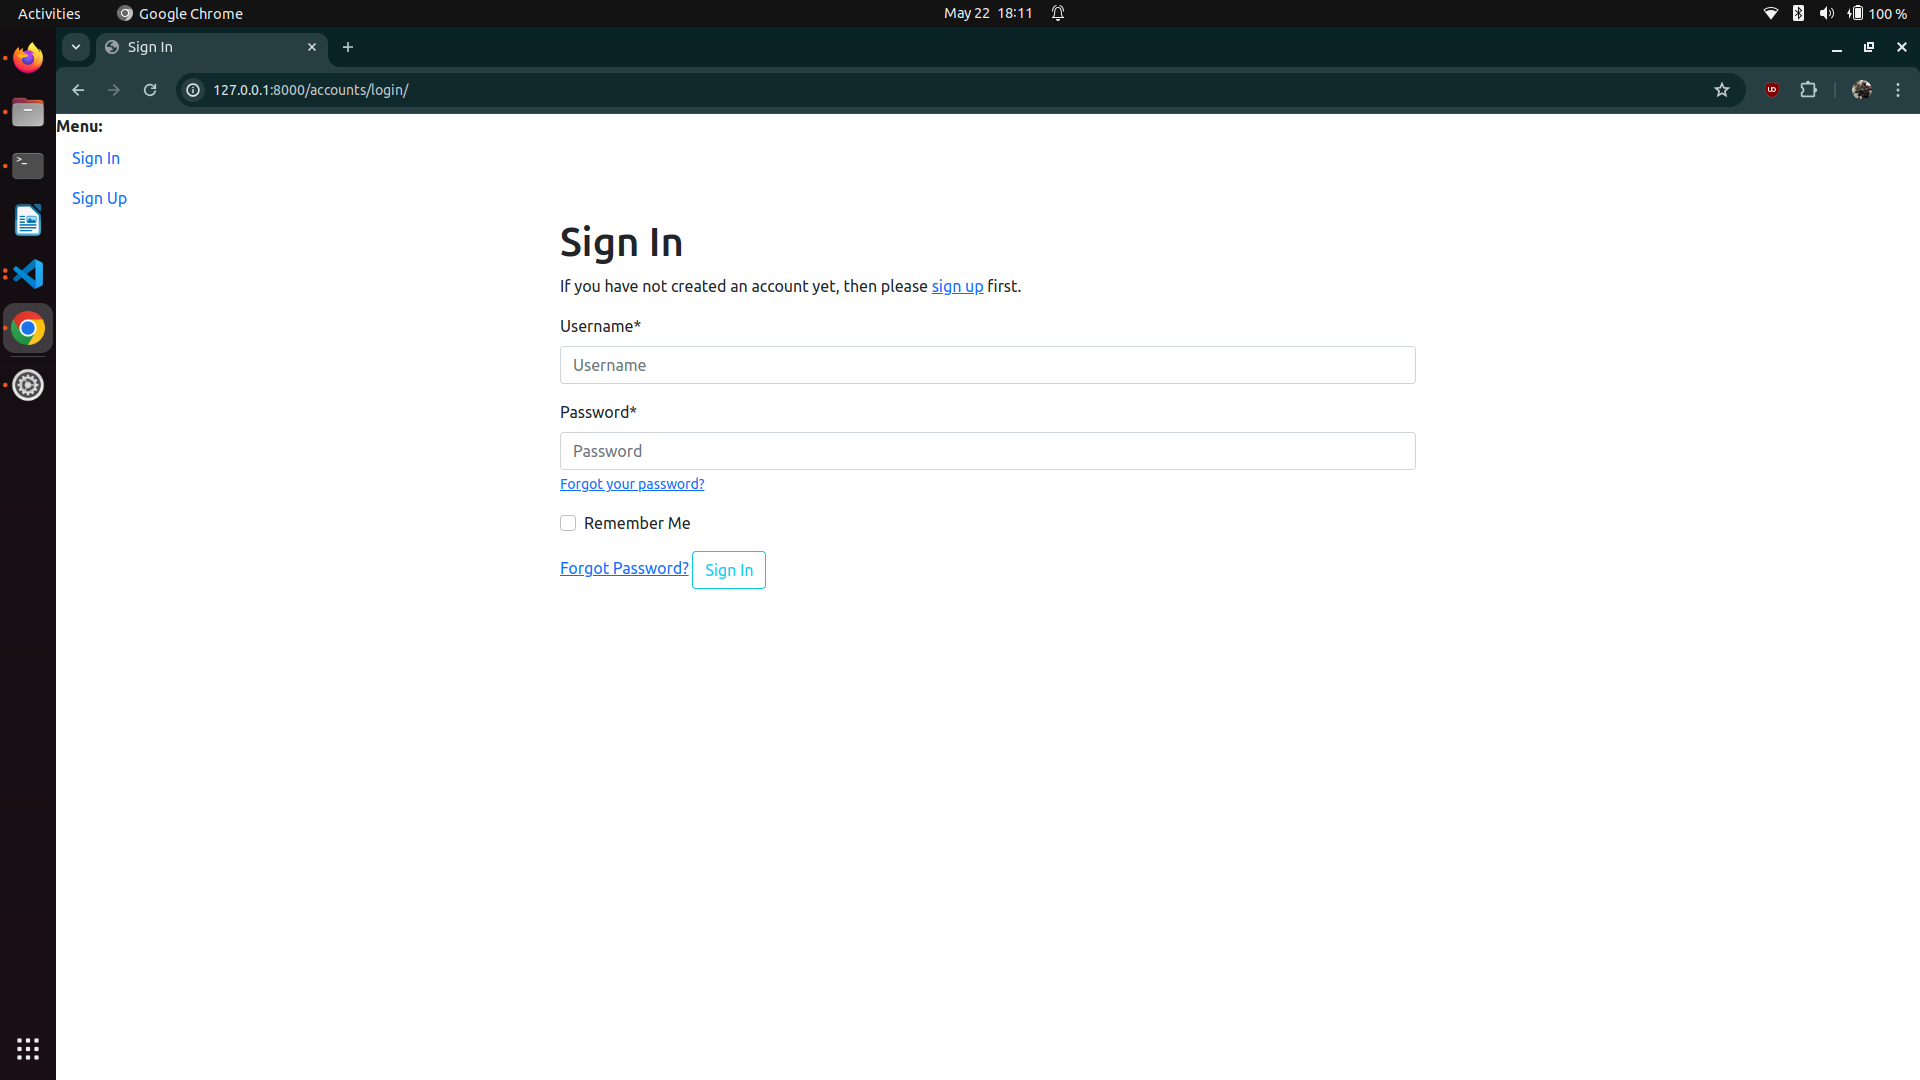 Activities
Google Chrome
May 22 18:11
100 %
Sign In
127.0.0.1:8000/accounts/login/
Menu:
Sign In
Sign Up
Sign In
If you have not created an account yet, then please sign up first.
Username*
Username
Password*
Password
Forgot your password?
Remember Me
Forgot Password? Sign In